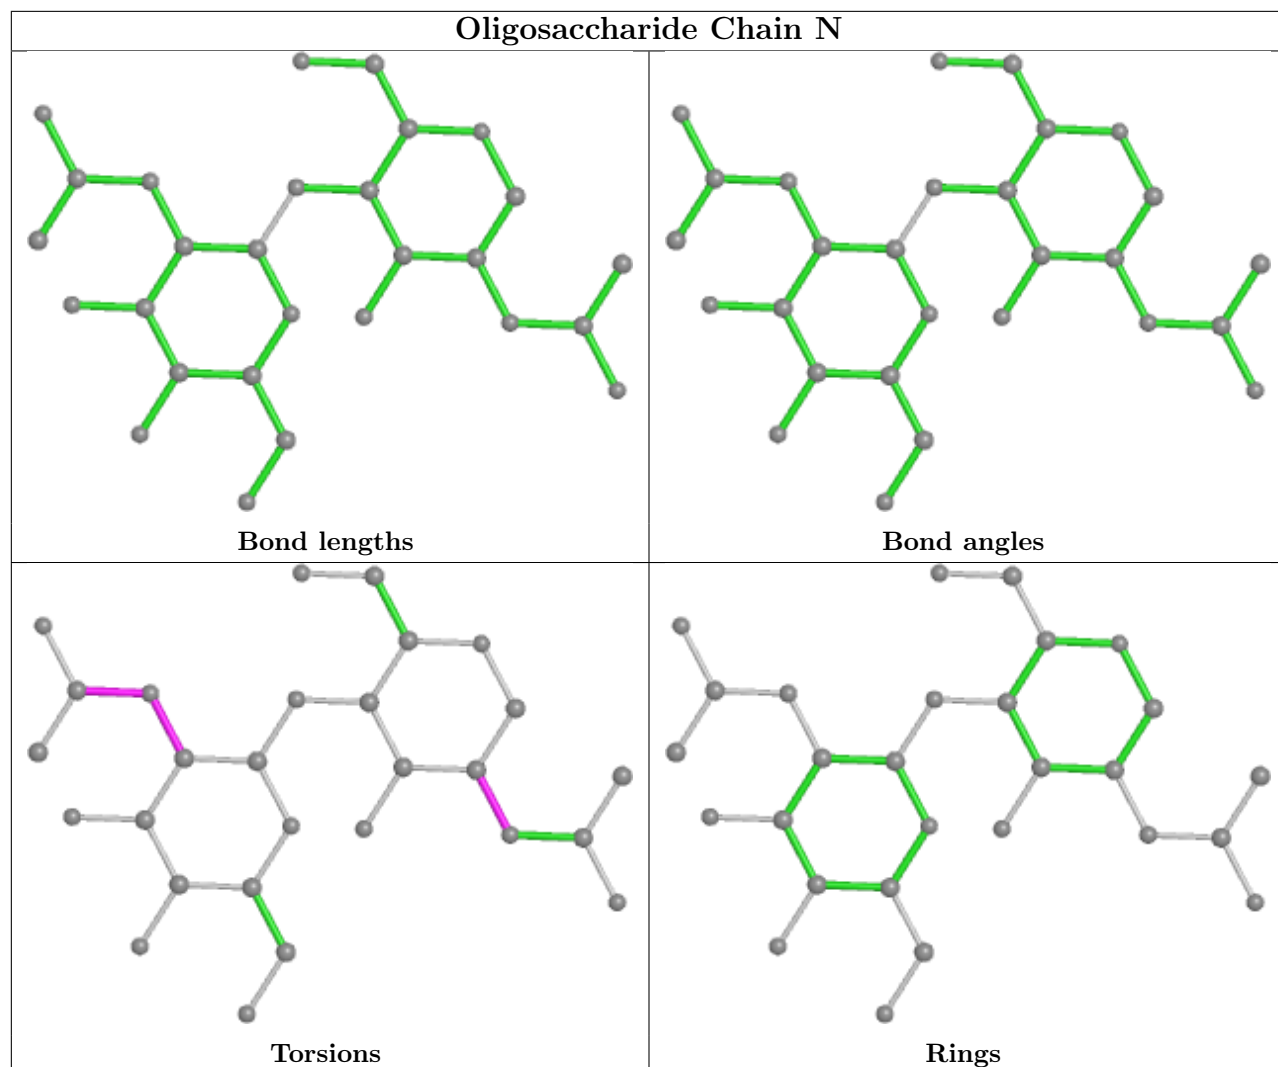 Oligosaccharide Chain N
Bond lengths
Bond angles
Torsions
Rings